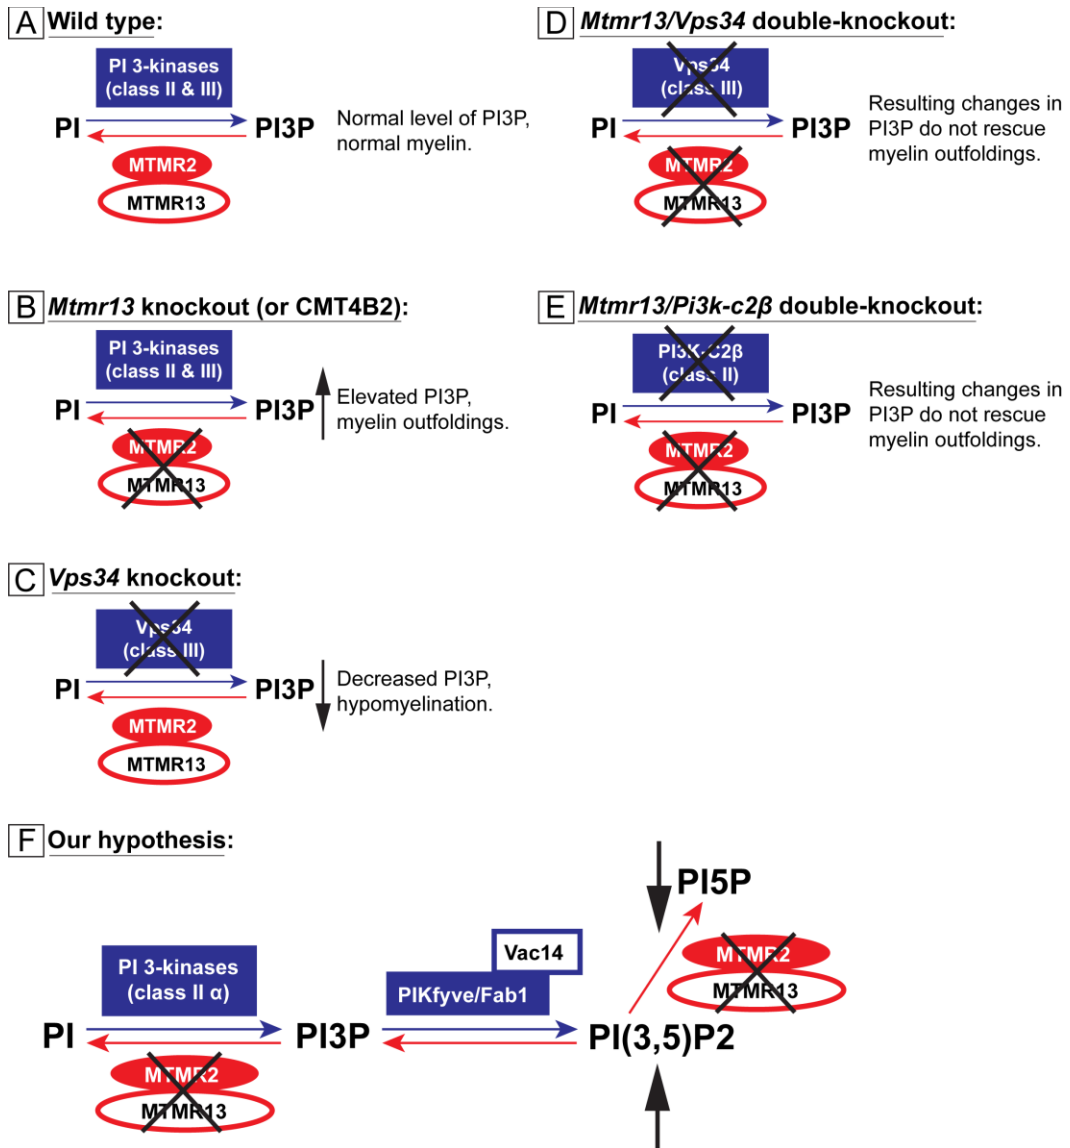 A Wild type:
PI 3-kinases
(class II & III)
PI PI3P
MTMR2
MTMR13
Normal level of PI3P,
normal myelin.
B Mtmr13 knockout (or CMT4B2):
PI 3-kinases
(class II & III)
PI PI3P
MTMR2
MTMR13
Elevated PI3P,
myelin outfoldings.
C Vps34 knockout:
Vps34
(class III)
PI PI3P
MTMR2
MTMR13
Decreased PI3P,
hypomyelination.
D Mtmr13/Vps34 double-knockout:
Vps34
(class III)
PI PI3P
MTMR2
MTMR13
Resulting changes in
PI3P do not rescue
myelin outfoldings.
E Mtmr13/Pi3k-c2β double-knockout:
PI3K-C2β
(class II)
PI PI3P
MTMR2
MTMR13
Resulting changes in
PI3P do not rescue
myelin outfoldings.
F Our hypothesis:
PI 3-kinases
(class II α)
PI PI3P
MTMR2
MTMR13
Vac14
PIKfyve/Fab1
PI(3,5)P2
PI5P
MTMR2
MTMR13